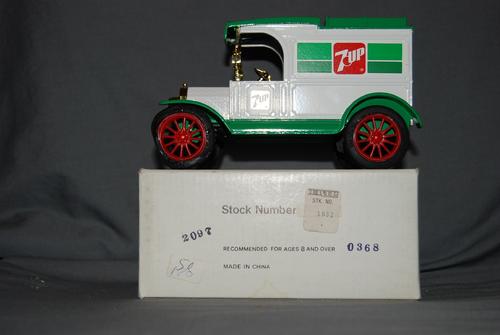 7UP
7UP
Stock Number
STK. NO.
2097
RECOMMENDED FOR AGES 8 AND OVER
0368
MADE IN CHINA